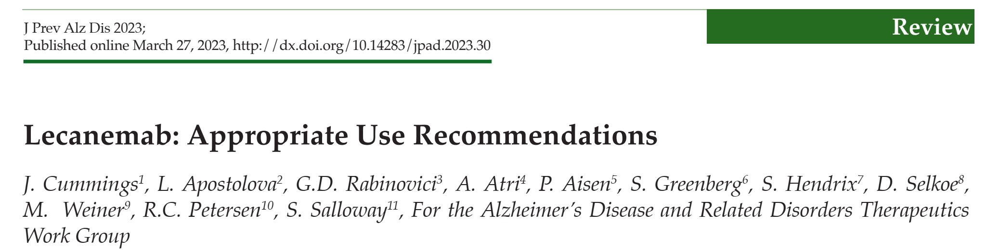 J Prev Alz Dis 2023;
Published online March 27, 2023, http://dx.doi.org/10.14283/jpad.2023.30
Review
Lecanemab: Appropriate Use Recommendations
J. Cummings1, L. Apostolova2, G.D. Rabinovici3, A. Atri4, P. Aisen5, S. Greenberg6, S. Hendrix7, D. Selkoe8,
M. Weiner9, R.C. Petersen10, S. Salloway11, For the Alzheimer's Disease and Related Disorders Therapeutics
Work Group